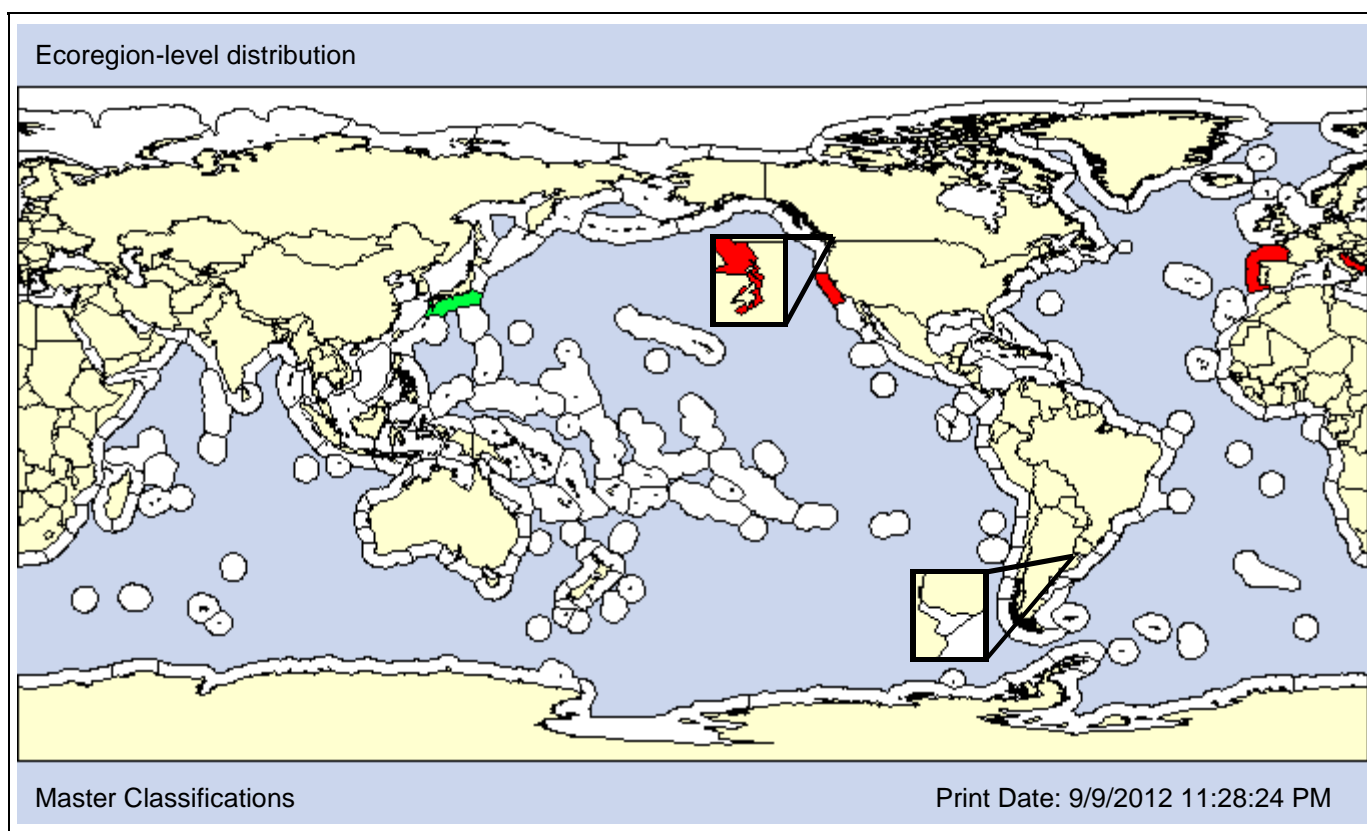 Ecoregion-level distribution
Master Classifications
Print Date: 9/9/2012 11:28:24 PM